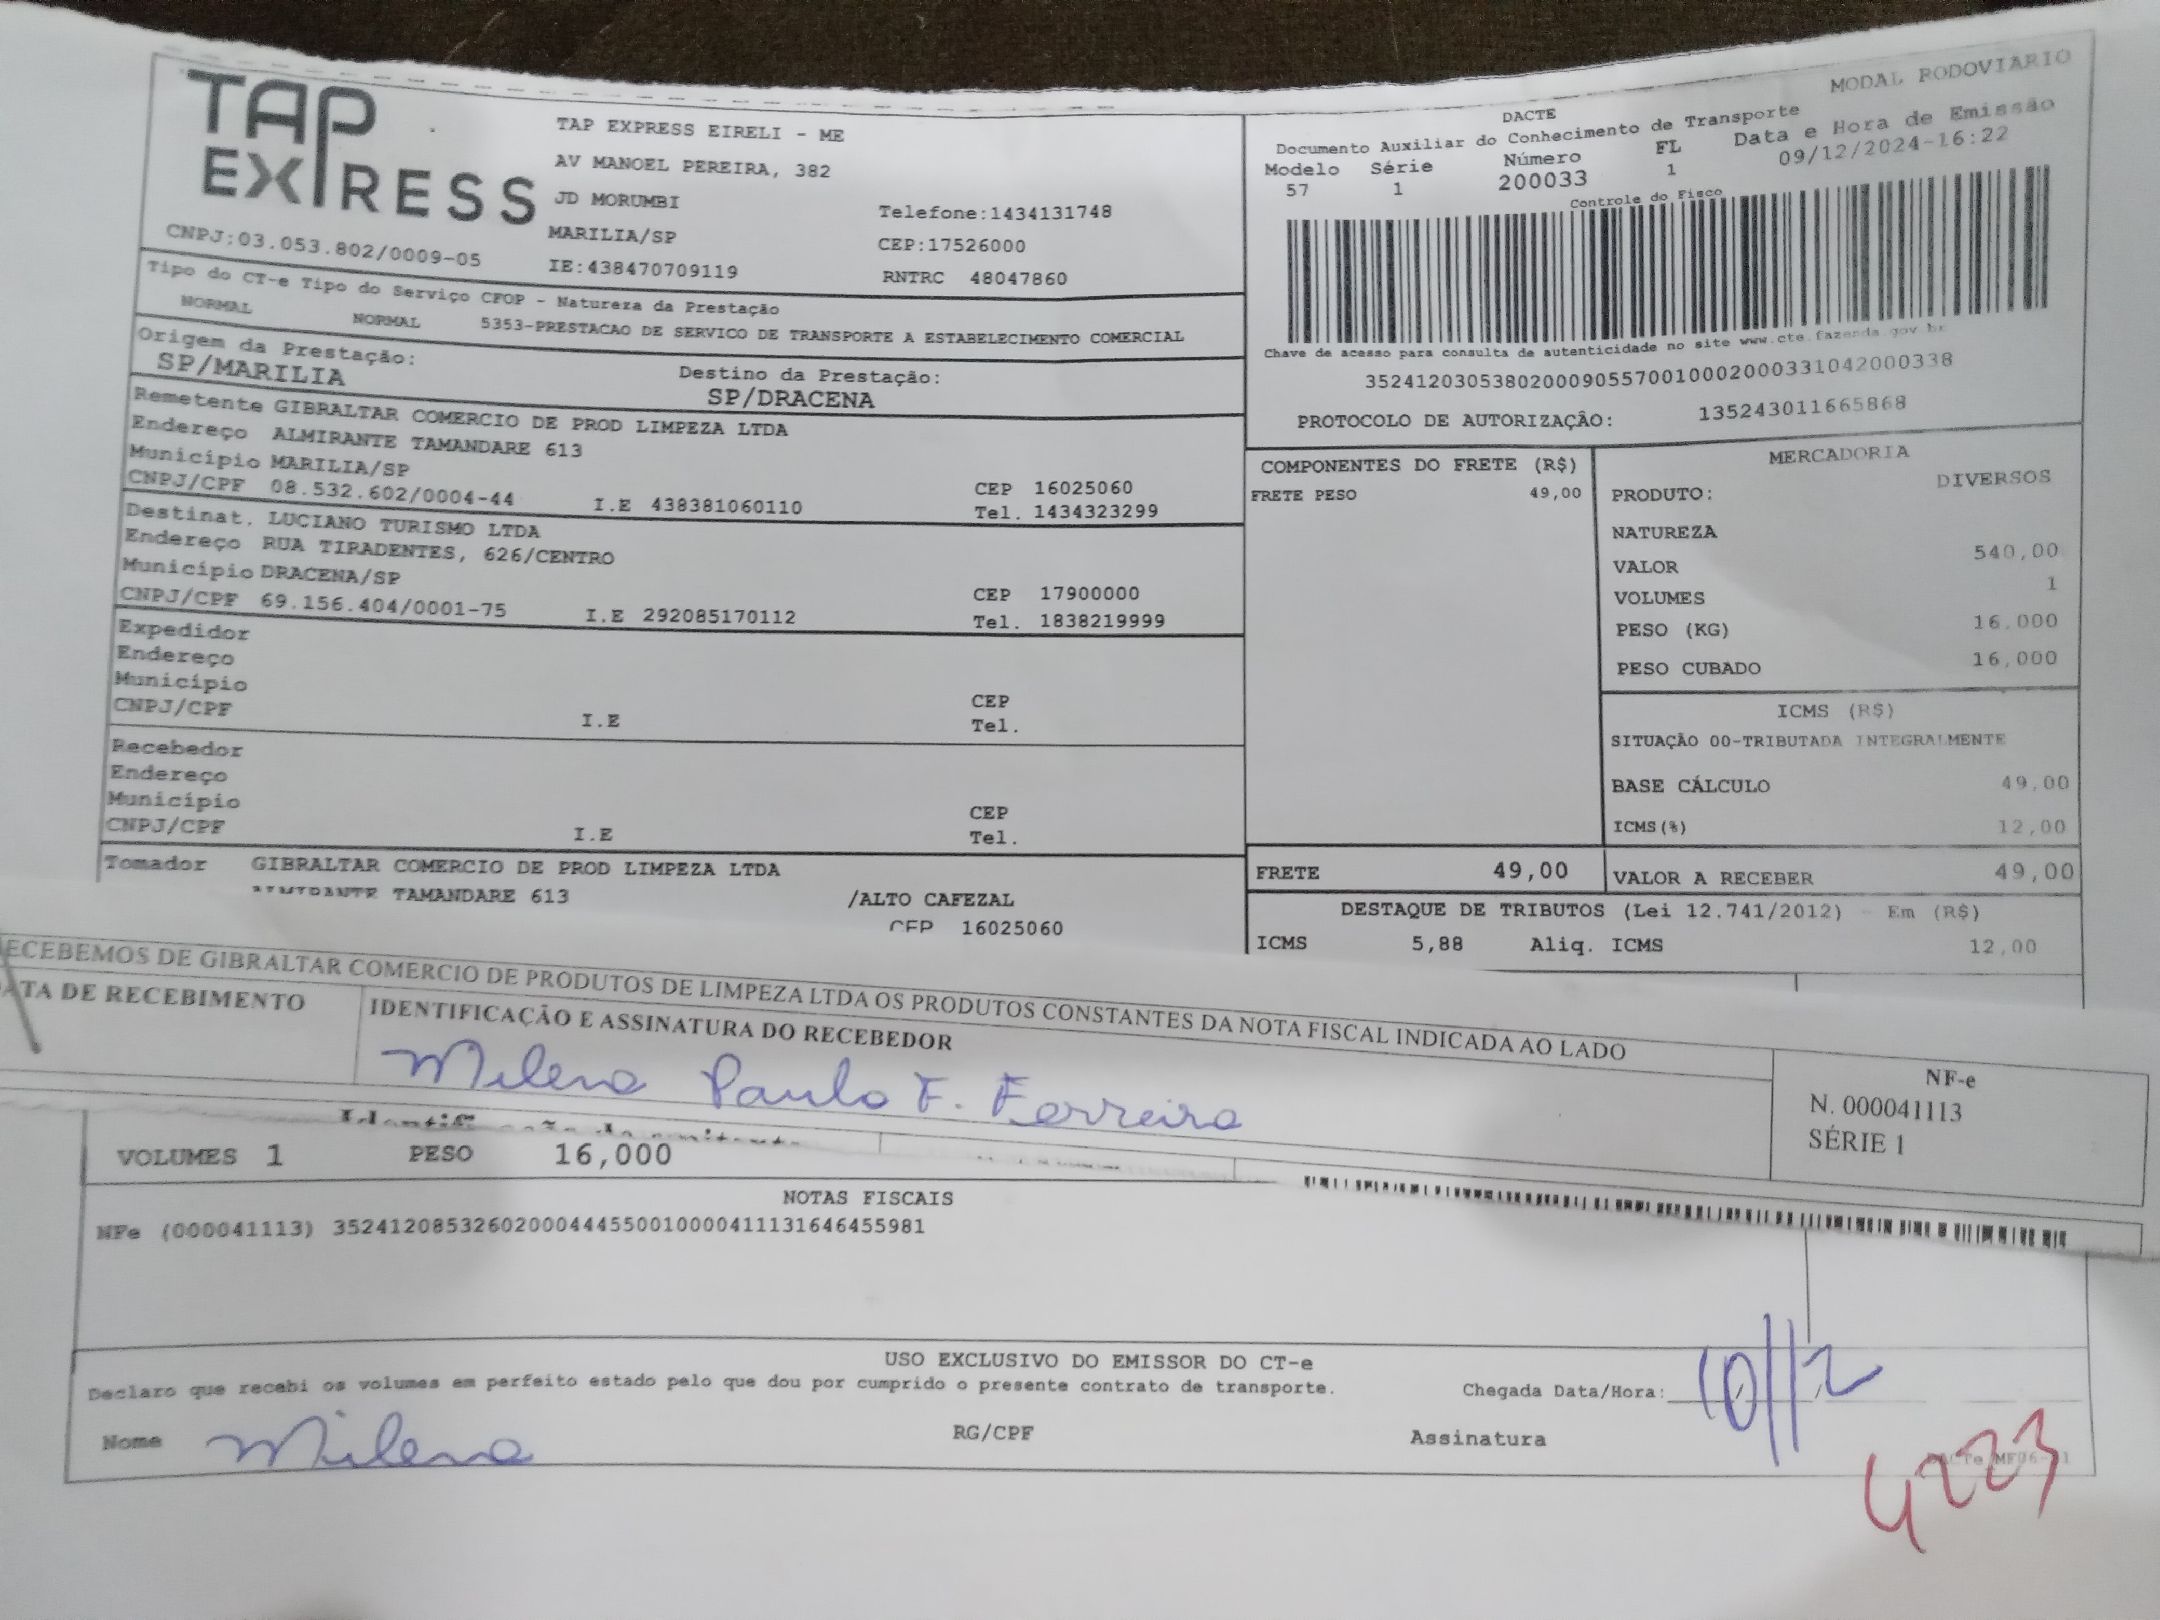 TAP
EXPRESS
CNPJ:03.053.802/0009-05
TAP EXPRESS EIRELI - ME
AV MANOEL PEREIRA, 382
JD MORUMBI
MARILIA/SP
IE:438470709119
Telefone:1434131748
CEP:17526000
RNTRC 48047860
MODAL RODOVIARIO
DACTE
Documento Auxiliar do Conhecimento de Transporte
Modelo Série Número FL Data e Hora de Emissão
57 1 200033 1 09/12/2024-16:22
Controle do Fisco
Chave de acesso para consulta de autenticidade no site www.cte.fazenda.gov.br
35241203053802000905570010002000331042000338
PROTOCOLO DE AUTORIZAÇÃO: 135243011665868
Tipo do CT-e Tipo do Serviço CFOP - Natureza da Prestação
NORMAL NORMAL 5353-PRESTACAO DE SERVICO DE TRANSPORTE A ESTABELECIMENTO COMERCIAL
Origem da Prestação: Destino da Prestação:
SP/MARILIA SP/DRACENA
Remetente GIBRALTAR COMERCIO DE PROD LIMPEZA LTDA
Endereço ALMIRANTE TAMANDARE 613
Município MARILIA/SP CEP 16025060
CNPJ/CPF 08.532.602/0004-44 I.E 438381060110 Tel. 1434323299
Destinat. LUCIANO TURISMO LTDA
Endereço RUA TIRADENTES, 626/CENTRO
Município DRACENA/SP CEP 17900000
CNPJ/CPF 69.156.404/0001-75 I.E 292085170112 Tel. 1838219999
Expedidor
Endereço
Município CEP
CNPJ/CPF I.E Tel.
Recebedor
Endereço
Município CEP
CNPJ/CPF I.E Tel.
Tomador GIBRALTAR COMERCIO DE PROD LIMPEZA LTDA
ALMIRANTE TAMANDARE 613 /ALTO CAFEZAL
CEP 16025060
COMPONENTES DO FRETE (R$)
FRETE PESO 49,00
MERCADORIA
PRODUTO: DIVERSOS
NATUREZA
VALOR 540,00
VOLUMES 1
PESO (KG) 16,000
PESO CUBADO 16,000
ICMS (R$)
SITUAÇÃO 00-TRIBUTADA INTEGRALMENTE
BASE CÁLCULO 49,00
ICMS(%) 12,00
FRETE 49,00 VALOR A RECEBER 49,00
DESTAQUE DE TRIBUTOS (Lei 12.741/2012) - Em (R$)
ICMS 5,88 Aliq. ICMS 12,00
ECEBEMOS DE GIBRALTAR COMERCIO DE PRODUTOS DE LIMPEZA LTDA OS PRODUTOS CONSTANTES DA NOTA FISCAL INDICADA AO LADO
ATA DE RECEBIMENTO IDENTIFICAÇÃO E ASSINATURA DO RECEBEDOR
Milena Paulo F. Ferreira
NF-e
N. 000041113
SÉRIE 1
VOLUMES 1 PESO 16,000
NOTAS FISCAIS
NFe (000041113) 35241208532602000444550010000411131646455981
USO EXCLUSIVO DO EMISSOR DO CT-e
Declaro que recebi os volumes em perfeito estado pelo que dou por cumprido o presente contrato de transporte. Chegada Data/Hora: 10/12
Nome Milena RG/CPF Assinatura
4223